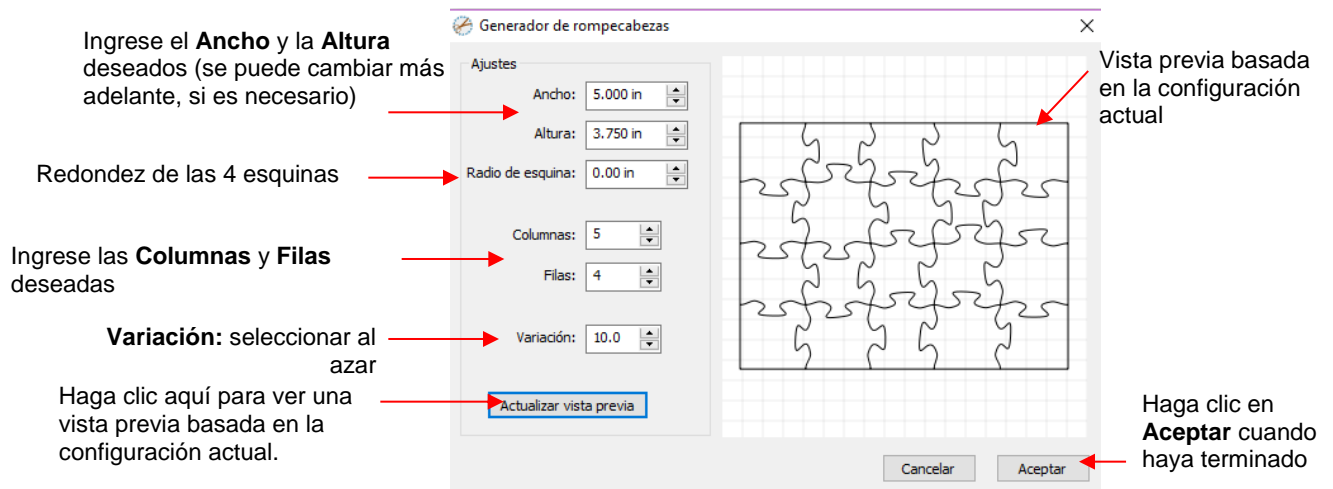 Generador de rompecabezas
Ingrese el Ancho y la Altura
deseados (se puede cambiar más
adelante, si es necesario)
Redondez de las 4 esquinas
Ingrese las Columnas y Filas
deseadas
Variación: seleccionar al
azar
Haga clic aquí para ver una
vista previa basada en la
configuración actual.
Ajustes
Ancho: 5.000 in
Altura: 3.750 in
Radio de esquina: 0.00 in
Columnas: 5
Filas: 4
Variación: 10.0
Actualizar vista previa
Vista previa basada
en la configuración
actual
Cancelar
Aceptar
Haga clic en
Aceptar cuando
haya terminado